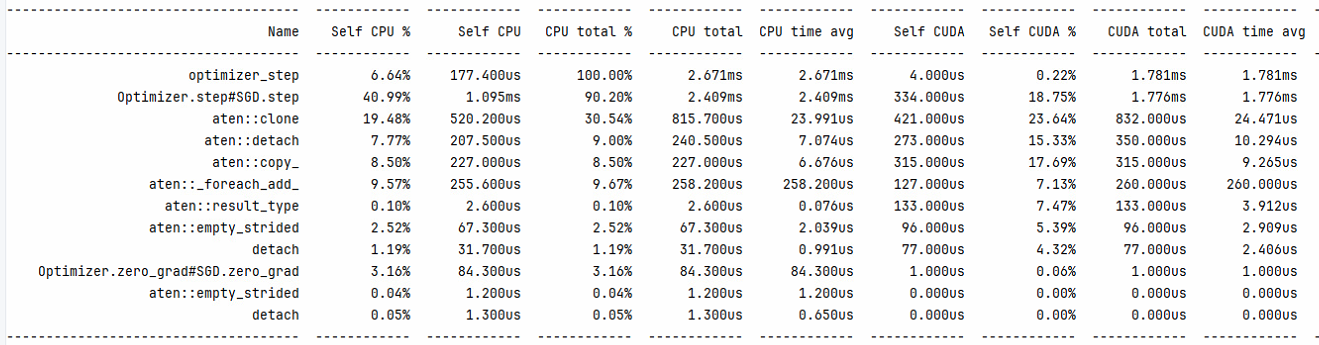 ---------------------------------- ------------ ------------ ------------ ------------ ------------ ------------ ------------ ------------ ------------
Name Self CPU % Self CPU CPU total % CPU total CPU time avg Self CUDA Self CUDA % CUDA total CUDA time avg
---------------------------------- ------------ ------------ ------------ ------------ ------------ ------------ ------------ ------------ ------------
optimizer_step 6.64% 177.400us 100.00% 2.671ms 2.671ms 4.000us 0.22% 1.781ms 1.781ms
Optimizer.step#SGD.step 40.99% 1.095ms 90.20% 2.409ms 2.409ms 334.000us 18.75% 1.776ms 1.776ms
aten::clone 19.48% 520.200us 30.54% 815.700us 23.991us 421.000us 23.64% 832.000us 24.471us
aten::detach 7.77% 207.500us 9.00% 240.500us 7.074us 273.000us 15.33% 350.000us 10.294us
aten::copy_ 8.50% 227.000us 8.50% 227.000us 6.676us 315.000us 17.69% 315.000us 9.265us
aten::_foreach_add_ 9.57% 255.600us 9.67% 258.200us 258.200us 127.000us 7.13% 260.000us 260.000us
aten::result_type 0.10% 2.600us 0.10% 2.600us 0.076us 133.000us 7.47% 133.000us 3.912us
aten::empty_strided 2.52% 67.300us 2.52% 67.300us 2.039us 96.000us 5.39% 96.000us 2.909us
detach 1.19% 31.700us 1.19% 31.700us 0.991us 77.000us 4.32% 77.000us 2.406us
Optimizer.zero_grad#SGD.zero_grad 3.16% 84.300us 3.16% 84.300us 84.300us 1.000us 0.06% 1.000us 1.000us
aten::empty_strided 0.04% 1.200us 0.04% 1.200us 1.200us 0.000us 0.00% 0.000us 0.000us
detach 0.05% 1.300us 0.05% 1.300us 0.650us 0.000us 0.00% 0.000us 0.000us
---------------------------------- ------------ ------------ ------------ ------------ ------------ ------------ ------------ ------------ ------------